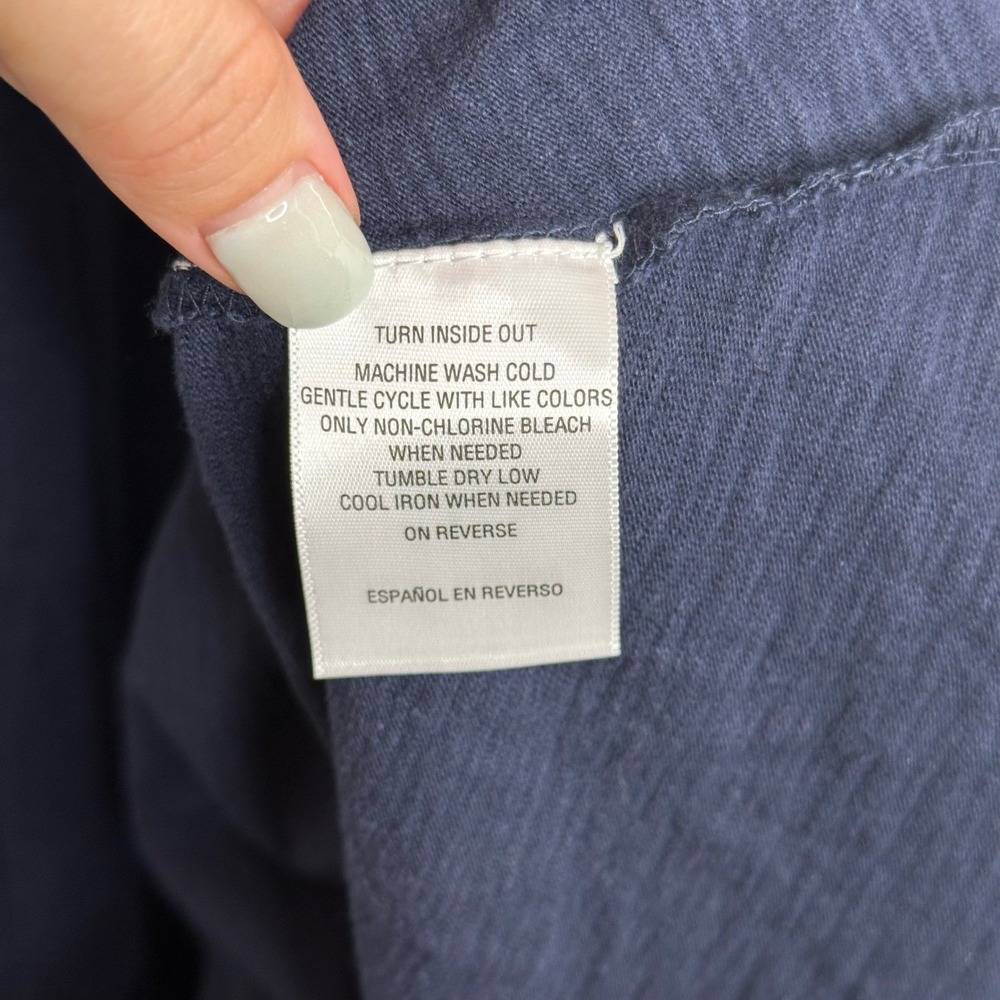 TURN INSIDE OUT
MACHINE WASH COLD
GENTLE CYCLE WITH LIKE COLORS
ONLY NON-CHLORINE BLEACH
WHEN NEEDED
TUMBLE DRY LOW
COOL IRON WHEN NEEDED
ON REVERSE
ESPAÑOL EN REVERSO